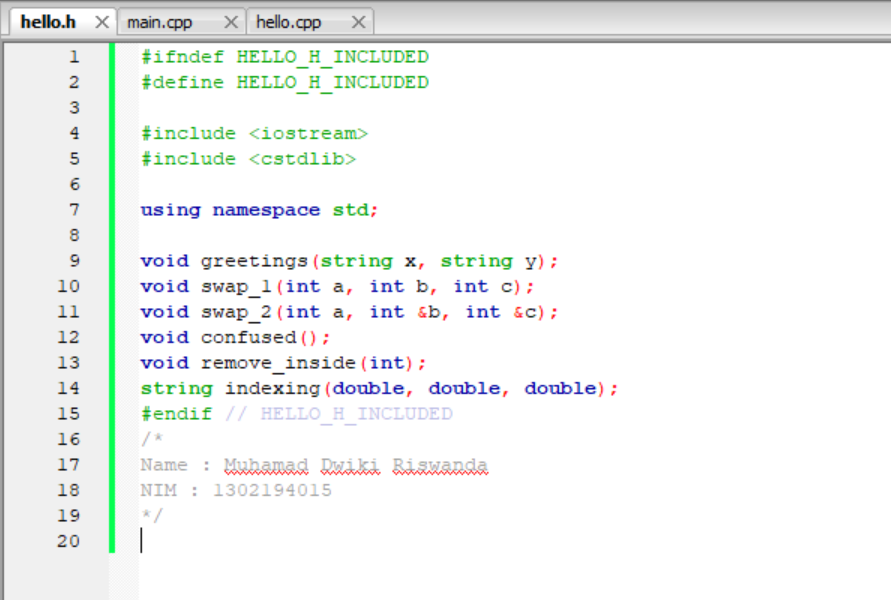 hello.h × main.cpp × hello.cpp ×
1 #ifndef HELLO_H_INCLUDED
2 #define HELLO_H_INCLUDED
3
4 #include <iostream>
5 #include <cstdlib>
6
7 using namespace std;
8
9 void greetings(string x, string y);
10 void swap_1(int a, int b, int c);
11 void swap_2(int a, int &b, int &c);
12 void confused();
13 void remove_inside(int);
14 string indexing(double, double, double);
15 #endif // HELLO_H_INCLUDED
16 /*
17 Name : Muhamad Dwiki Riswanda
18 NIM : 1302194015
19 */
20